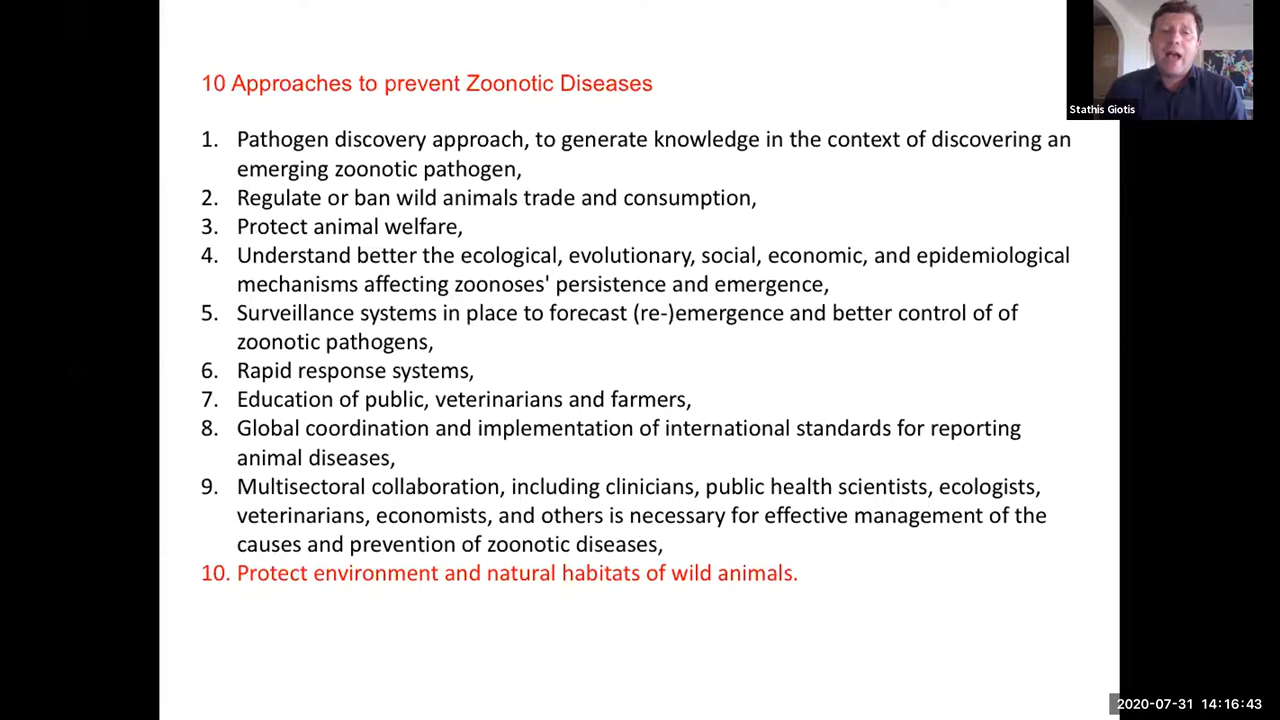 10 Approaches to prevent Zoonotic Diseases
1. Pathogen discovery approach, to generate knowledge in the context of discovering an
emerging zoonotic pathogen,
2. Regulate or ban wild animals trade and consumption,
3. Protect animal welfare,
4. Understand better the ecological, evolutionary, social, economic, and epidemiological
mechanisms affecting zoonoses' persistence and emergence,
5. Surveillance systems in place to forecast (re-)emergence and better control of of
zoonotic pathogens,
6. Rapid response systems,
7. Education of public, veterinarians and farmers,
8. Global coordination and implementation of international standards for reporting
animal diseases,
9. Multisectoral collaboration, including clinicians, public health scientists, ecologists,
veterinarians, economists, and others is necessary for effective management of the
causes and prevention of zoonotic diseases,
10. Protect environment and natural habitats of wild animals.
Stathis Giotis
2020-07-31 14:16:43